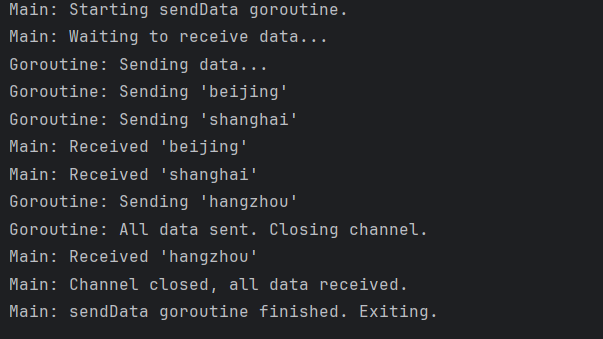 Main: Starting sendData goroutine.
Main: Waiting to receive data...
Goroutine: Sending data...
Goroutine: Sending 'beijing'
Goroutine: Sending 'shanghai'
Main: Received 'beijing'
Main: Received 'shanghai'
Goroutine: Sending 'hangzhou'
Goroutine: All data sent. Closing channel.
Main: Received 'hangzhou'
Main: Channel closed, all data received.
Main: sendData goroutine finished. Exiting.